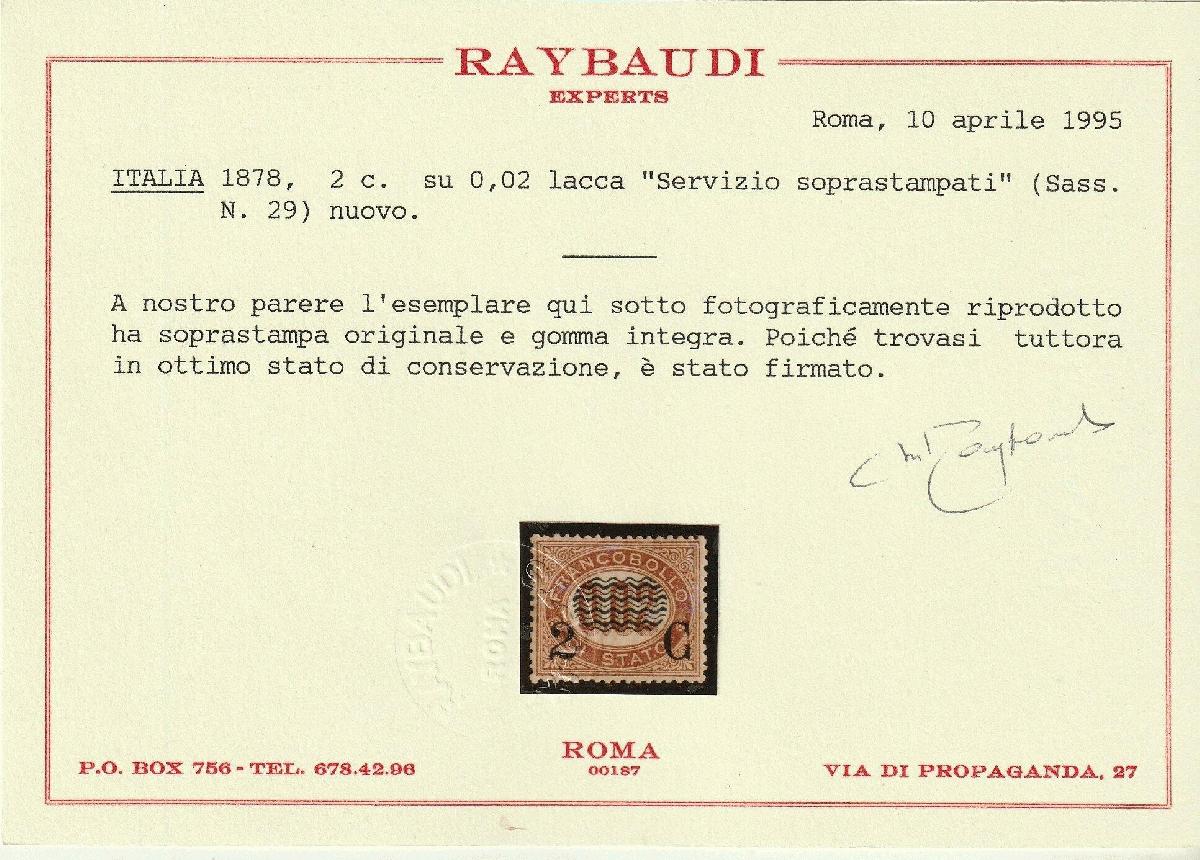 RAYBAUDI
EXPERTS
Roma, 10 aprile 1995
ITALIA 1878, 2 c. su 0,02 lacca "Servizio soprastampati" (Sass.
N. 29) nuovo.
A nostro parere l'esemplare qui sotto fotograficamente riprodotto
ha soprastampa originale e gomma integra. Poiché trovasi tuttora
in ottimo stato di conservazione, è stato firmato.
FRANCOBOLLO
2 C
STATO
ROMA
00187
P.O. BOX 756 - TEL. 678.42.96
VIA DI PROPAGANDA, 27